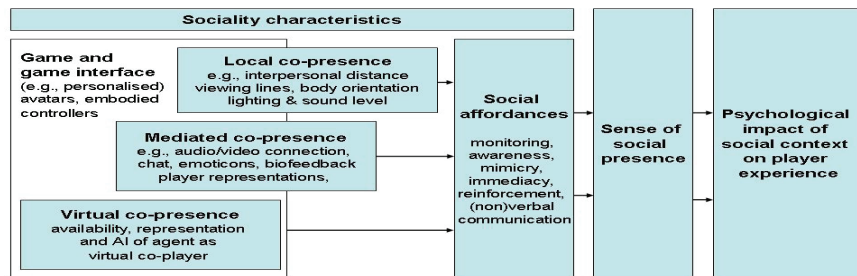 Sociality characteristics
Game and
game interface
(e.g., personalised)
avatars, embodied
controllers
Local co-presence
e.g., interpersonal distance
viewing lines, body orientation
lighting & sound level
Mediated co-presence
e.g., audio/video connection,
chat, emoticons, biofeedback
player representations,
Virtual co-presence
availability, representation
and AI of agent as
virtual co-player
Social
affordances
monitoring,
awareness,
mimicry,
immediacy,
reinforcement,
(non)verbal
communication
Sense of
social
presence
Psychological
impact of
social context
on player
experience